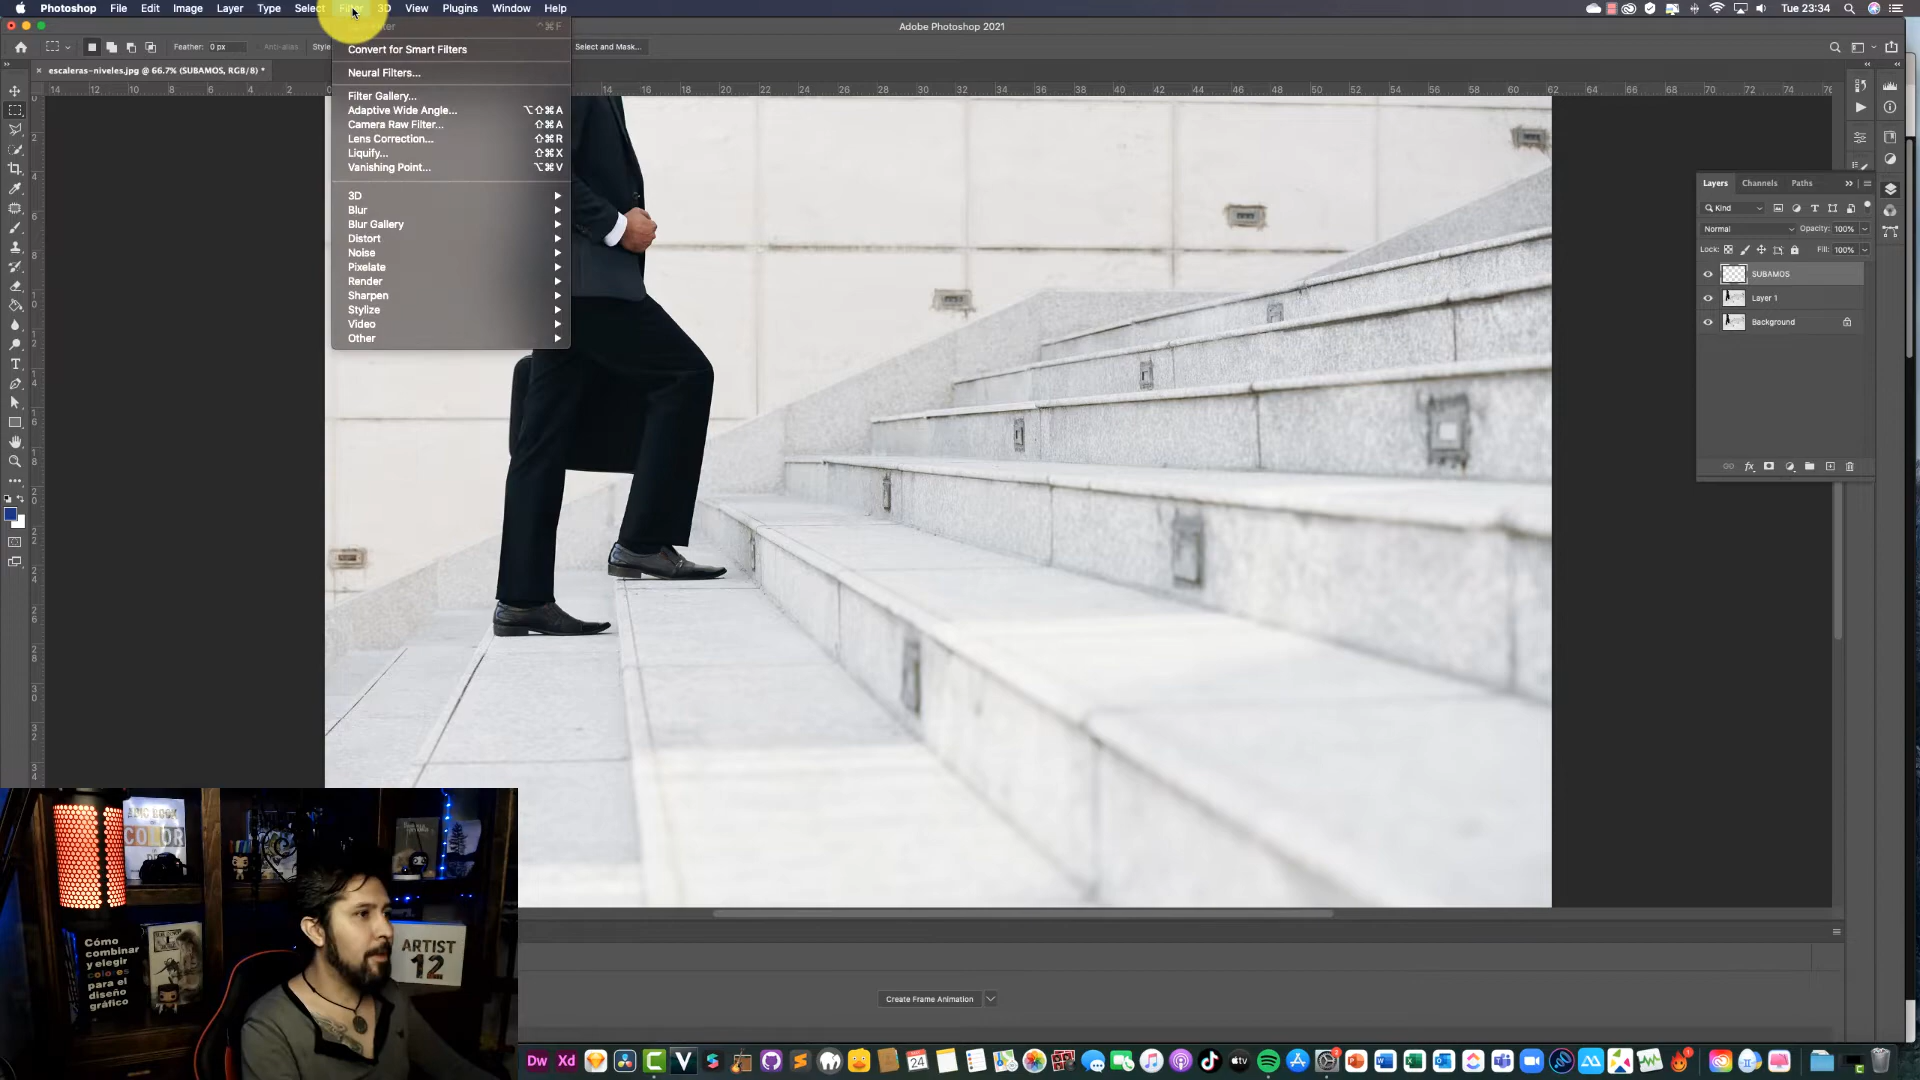 Photoshop File Edit Image Layer Type Select Filter 3D View Plugins Window Help
Tue 23:34
Adobe Photoshop 2021
Feather: 0 px
Anti-alias
Select and Mask...
escaleras-niveles.jpg @ 66.7% (SUBAMOS, RGB/8) *
Convert for Smart Filters
Neural Filters...
Filter Gallery...
Adaptive Wide Angle... ⌥⇧⌘A
Camera Raw Filter... ⇧⌘A
Lens Correction... ⇧⌘R
Liquify... ⇧⌘X
Vanishing Point... ⌥⌘V
3D
Blur
Blur Gallery
Distort
Noise
Pixelate
Render
Sharpen
Stylize
Video
Other
Layers Channels Paths
Kind
Normal Opacity: 100%
Lock: Fill: 100%
SUBAMOS
Layer 1
Background
COLOR
Cómo
combinar
y elegir
colores
para el
diseño
gráfico
ARTIST
12
Create Frame Animation
Dw Xd